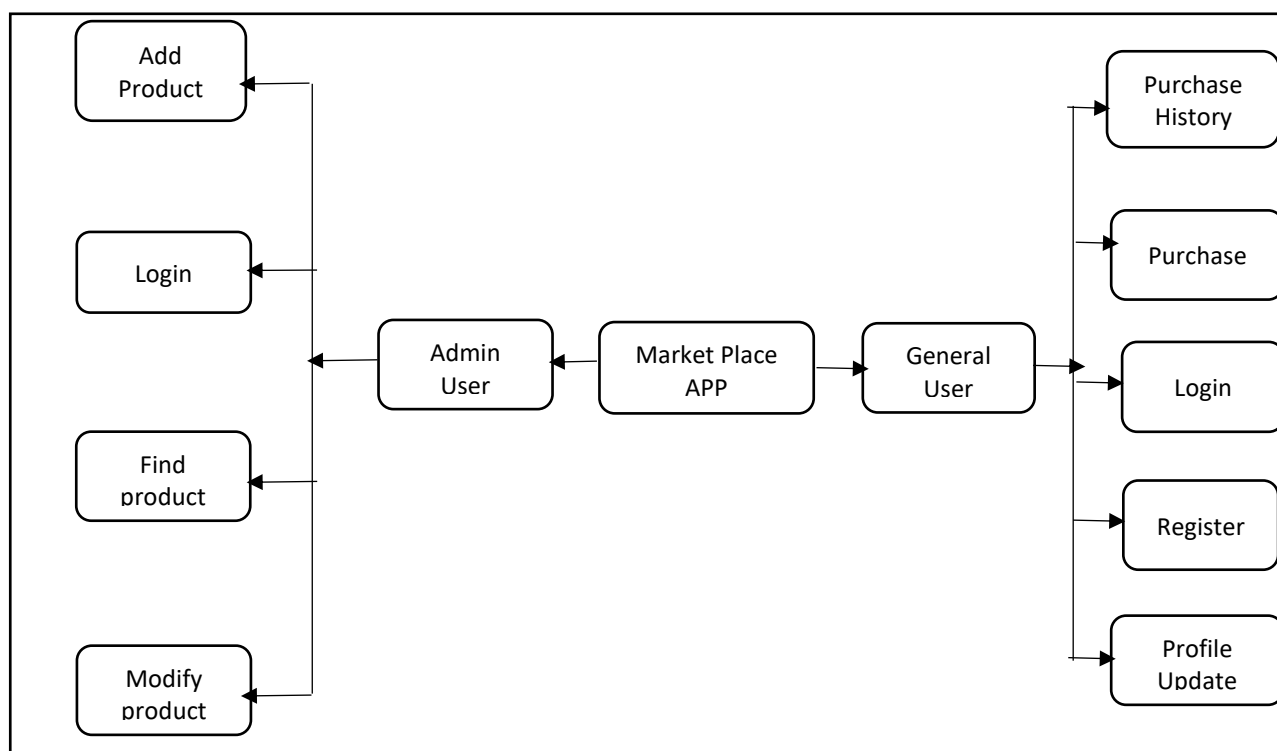 Add
Product
Login
Find
product
Modify
product
Admin
User
Market Place
APP
General
User
Purchase
History
Purchase
Login
Register
Profile
Update